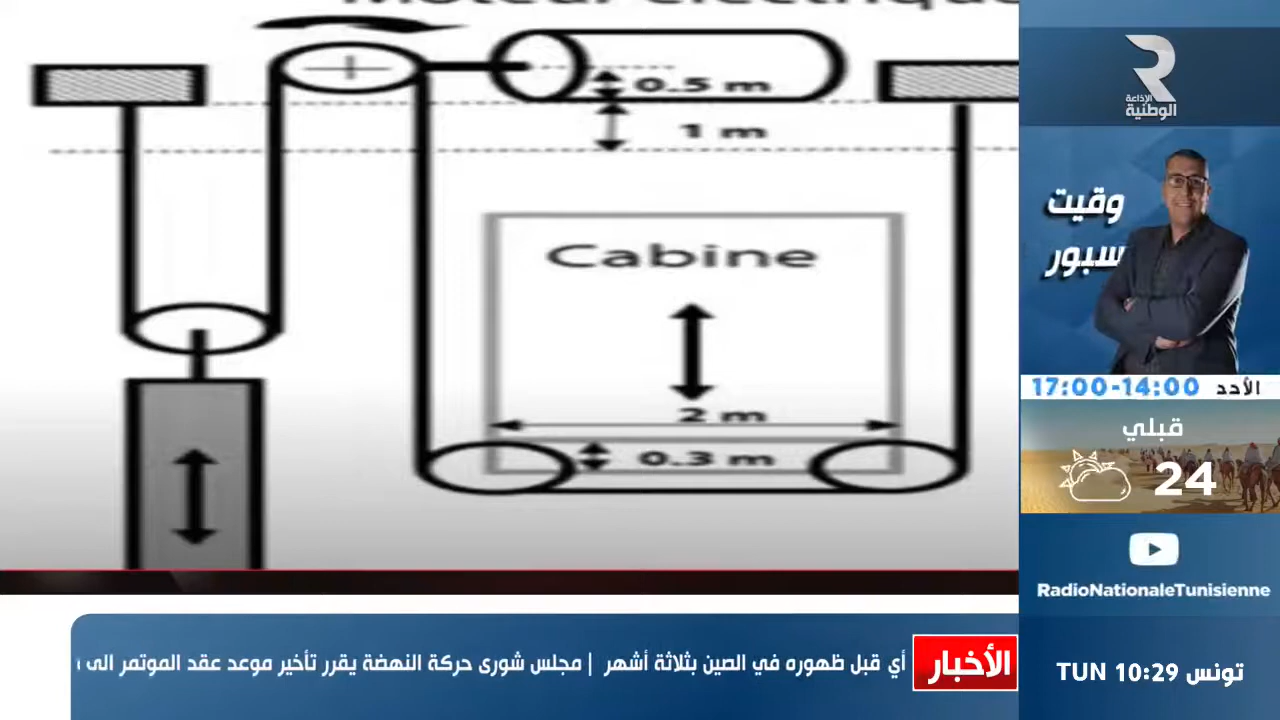 Moteur électrique
0.5 m
1 m
Cabine
2 m
0.3 m
الإذاعة
الوطنية
وقيت
سبور
الأحد 14:00-17:00
قبلي
24
RadioNationaleTunisienne
الأخبار
أي قبل ظهوره في الصين بثلاثة أشهر | مجلس شورى حركة النهضة يقرر تأخير موعد عقد الموتمر الى
تونس TUN 10:29